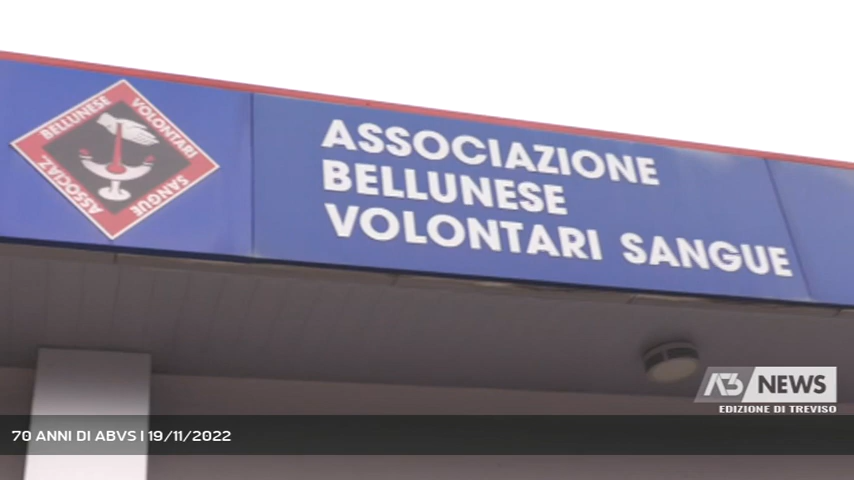 ASSOCIAZIONE
BELLUNESE
VOLONTARI SANGUE
ASSOCIAZ BELLUNESE VOLONTARI SANGUE
A3 NEWS
EDIZIONE DI TREVISO
70 ANNI DI ABVS | 19/11/2022